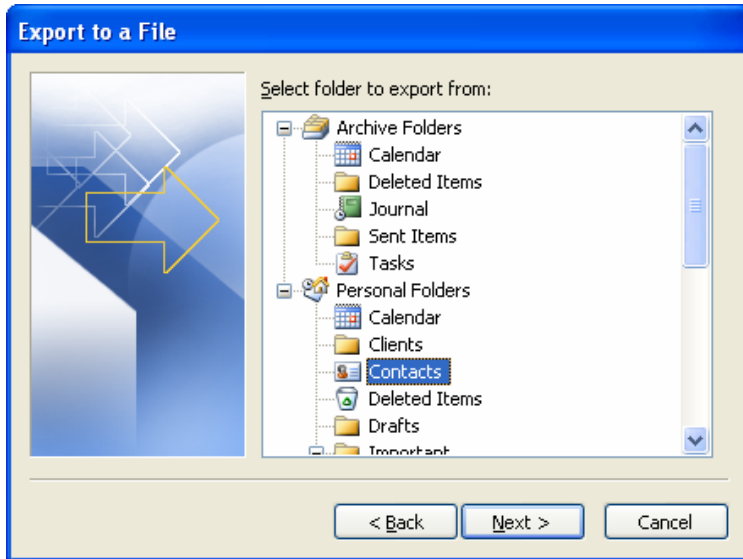 Export to a File
Select folder to export from:
Archive Folders
Calendar
Deleted Items
Journal
Sent Items
Tasks
Personal Folders
Calendar
Clients
Contacts
Deleted Items
Drafts
Important
< Back
Next >
Cancel